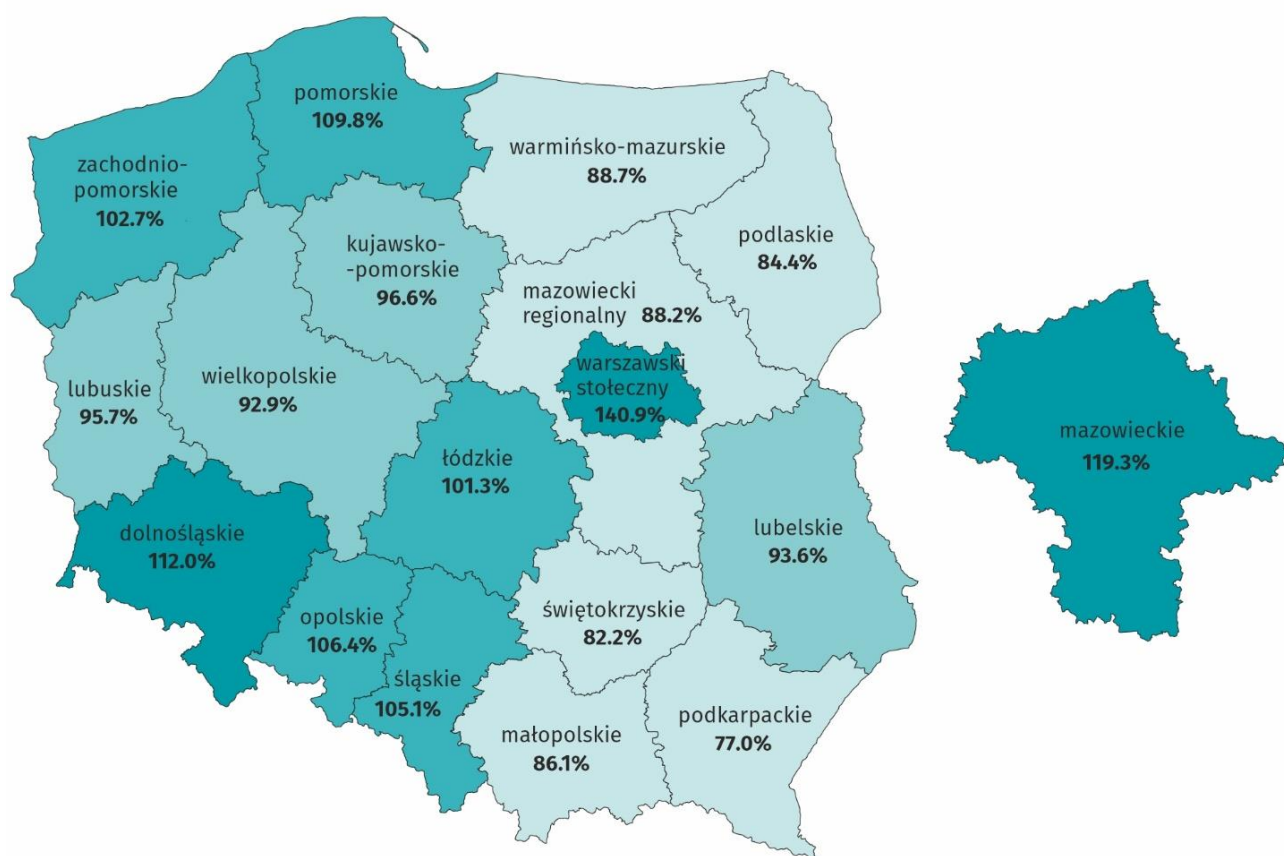 pomorskie
109.8%
zachodnio-
pomorskie
102.7%
warmińsko-mazurskie
88.7%
podlaskie
84.4%
kujawsko-
-pomorskie
96.6%
mazowiecki
regionalny 88.2%
warszawski
stołeczny
140.9%
lubuskie
95.7%
wielkopolskie
92.9%
łódzkie
101.3%
dolnośląskie
112.0%
lubelskie
93.6%
opolskie
106.4%
śląskie
105.1%
świętokrzyskie
82.2%
małopolskie
86.1%
podkarpackie
77.0%
mazowieckie
119.3%